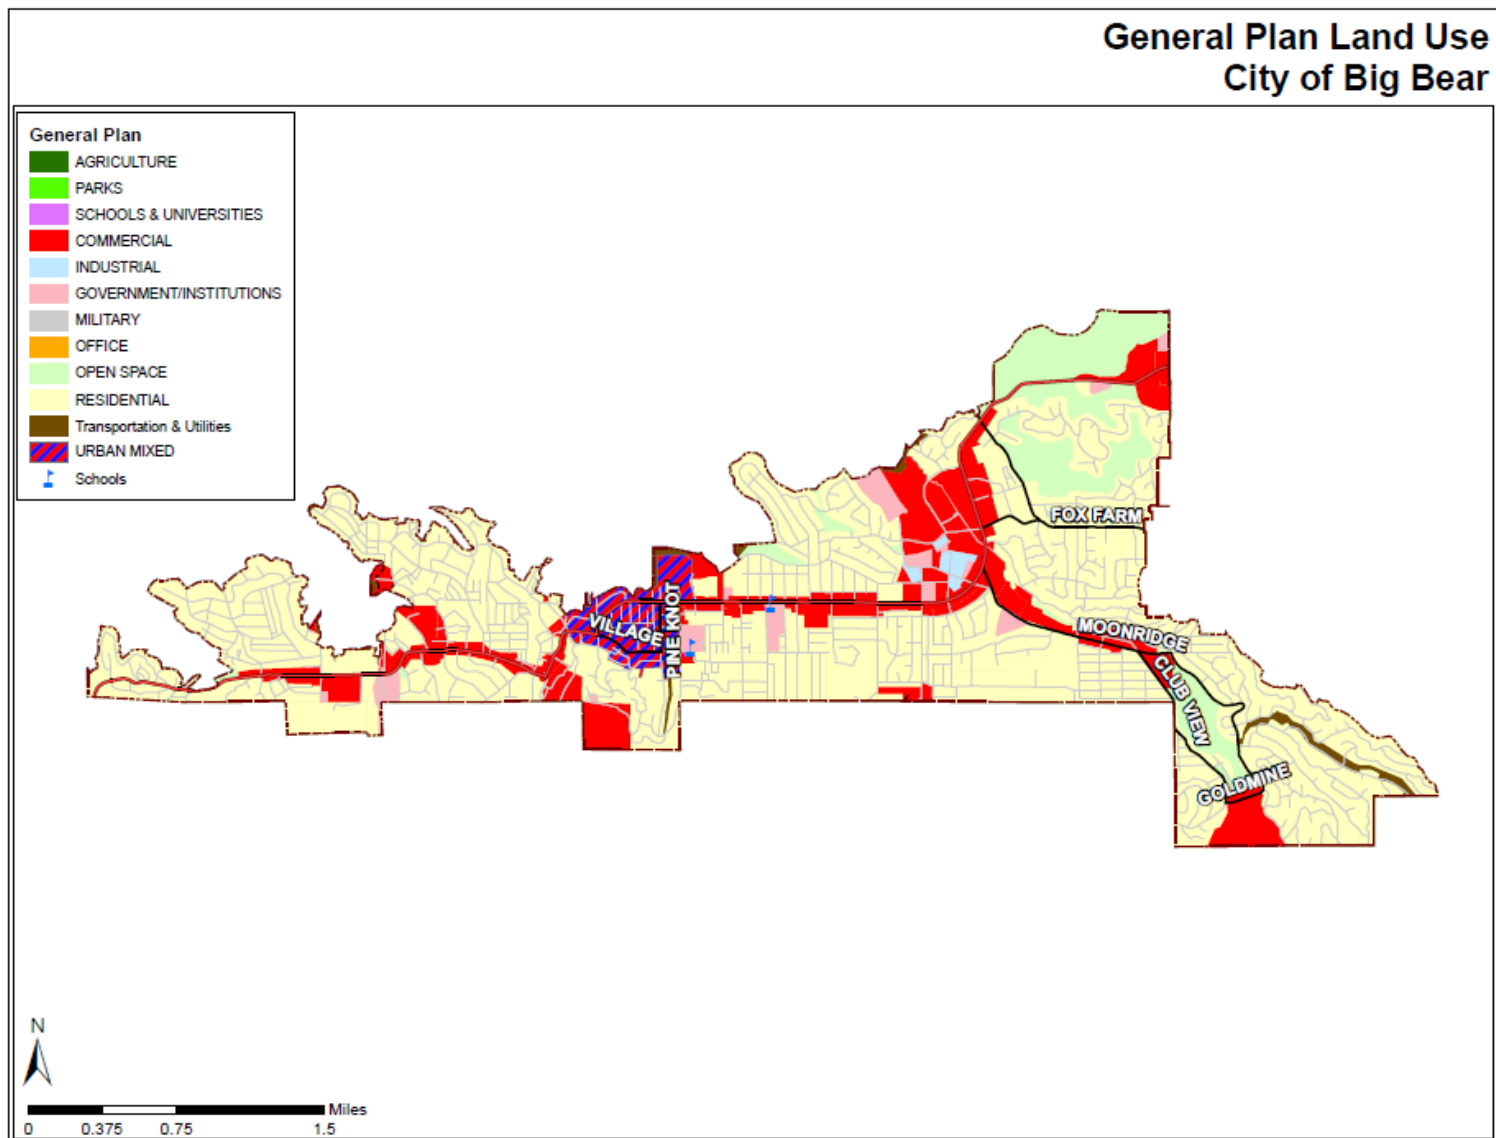 General Plan Land Use
City of Big Bear
General Plan
AGRICULTURE
PARKS
SCHOOLS & UNIVERSITIES
COMMERCIAL
INDUSTRIAL
GOVERNMENT/INSTITUTIONS
MILITARY
OFFICE
OPEN SPACE
RESIDENTIAL
Transportation & Utilities
URBAN MIXED
Schools
FOX FARM
VILLAGE
PINE KNOT
MOONRIDGE
CLUB VIEW
GOLDMINE
N
Miles
0 0.375 0.75 1.5